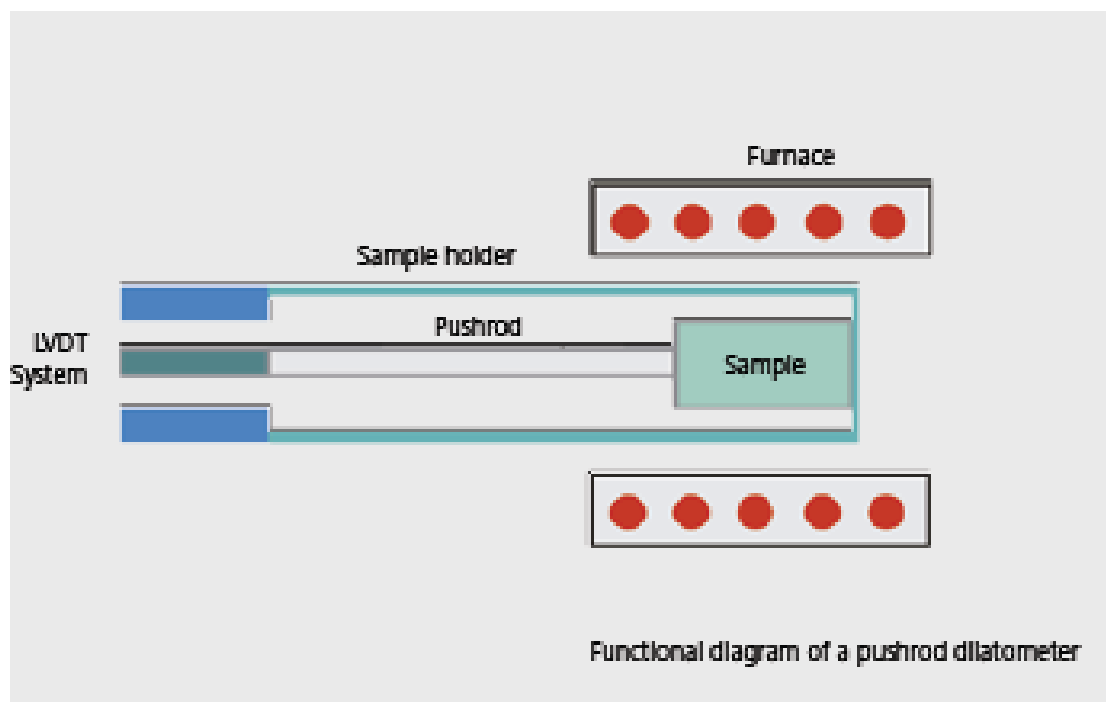 Furnace
Sample holder
Pushrod
LVDT
System
Sample
Functional diagram of a pushrod dilatometer